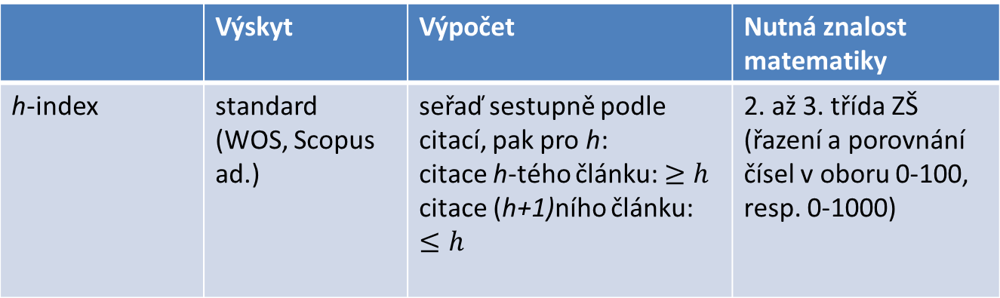 Výskyt
Výpočet
Nutná znalost
matematiky
h-index
standard
(WOS, Scopus
ad.)
seřaď sestupně podle
citací, pak pro h:
citace h-tého článku: ≥ h
citace (h+1)ního článku:
≤ h
2. až 3. třída ZŠ
(řazení a porovnání
čísel v oboru 0-100,
resp. 0-1000)